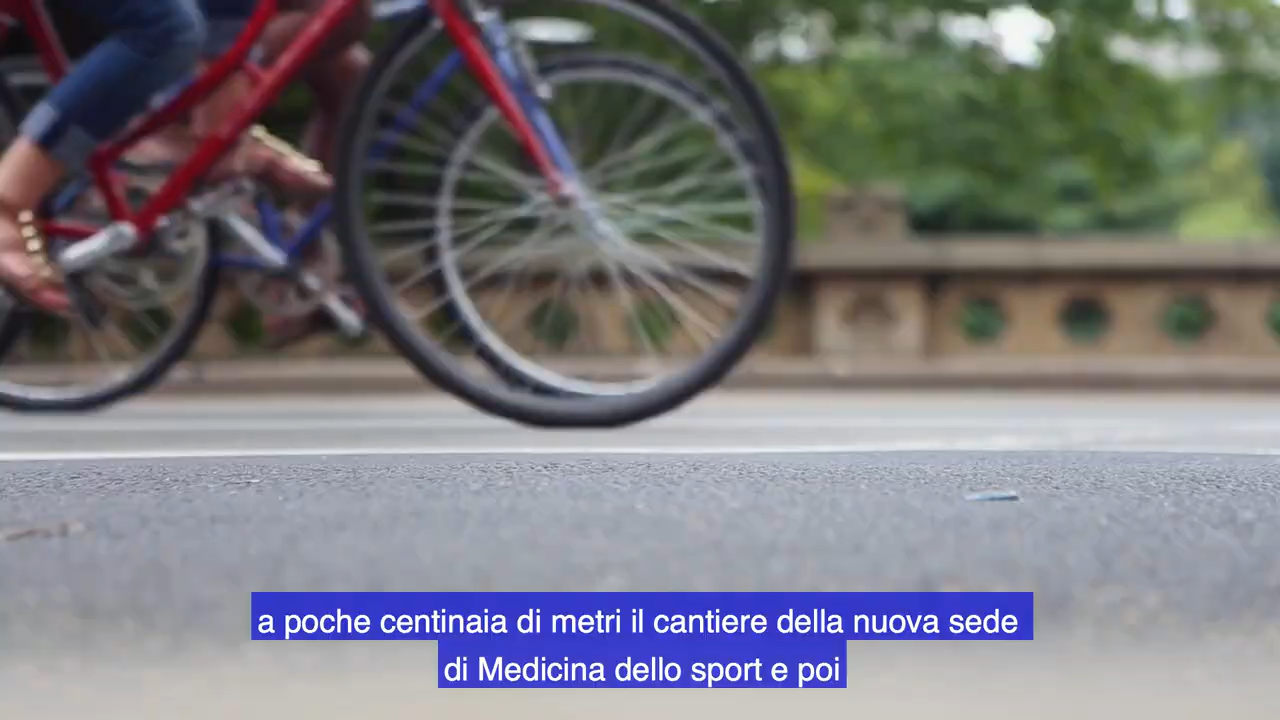 a poche centinaia di metri il cantiere della nuova sede
di Medicina dello sport e poi